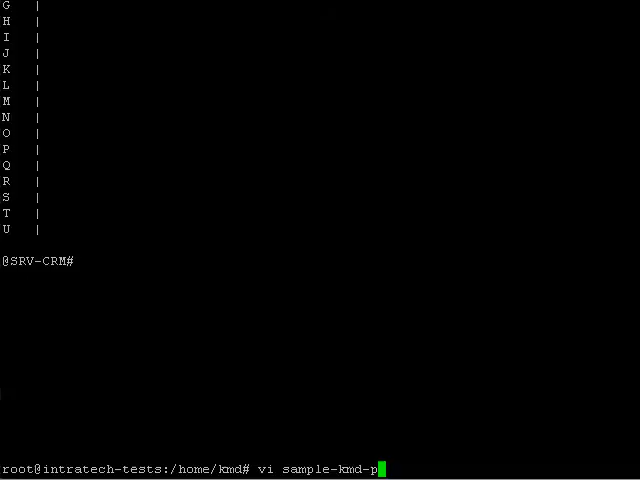 G |
H |
I |
J |
K |
L |
M |
N |
O |
P |
Q |
R |
S |
T |
U |
@SRV-CRM#
root@intratech-tests:/home/kmd# vi sample-kmd-p